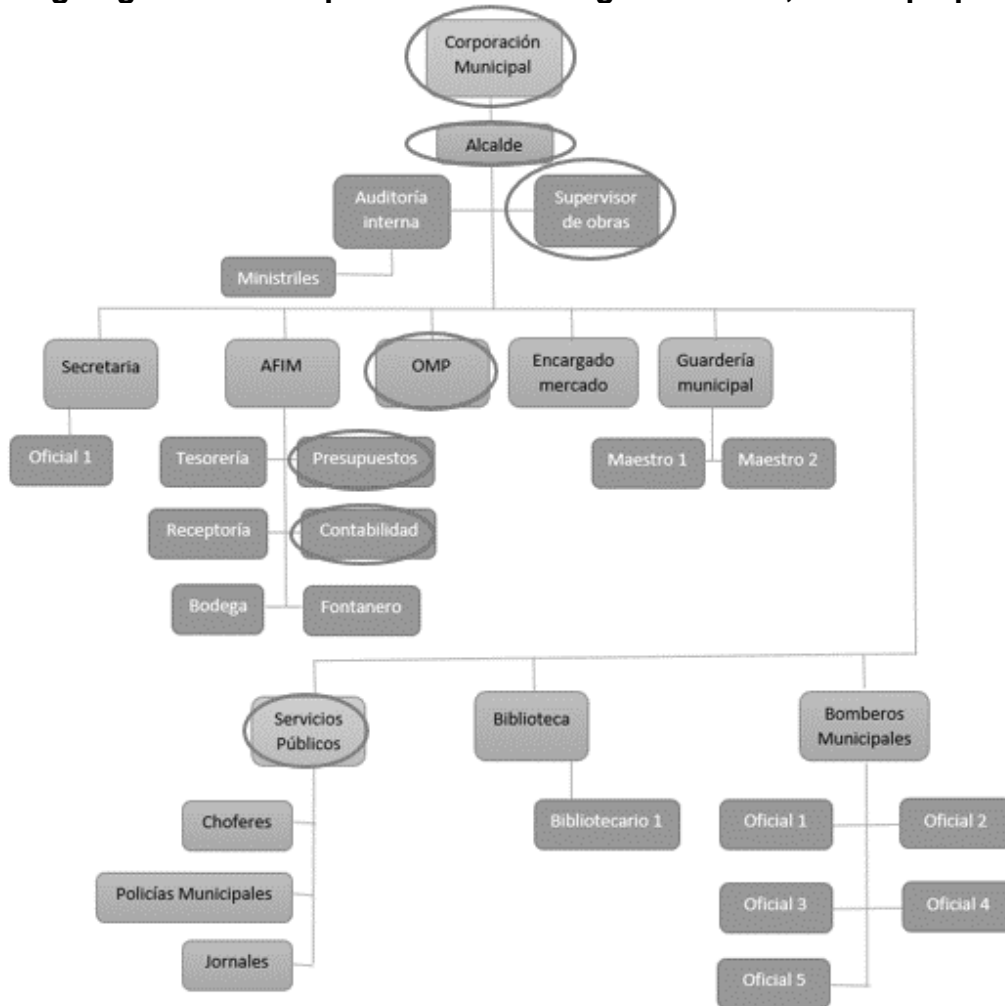 Corporación
Municipal
Alcalde
Auditoría
interna
Supervisor
de obras
Ministriles
Secretaria
AFIM
OMP
Encargado
mercado
Guardería
municipal
Oficial 1
Tesorería
Presupuestos
Maestro 1
Maestro 2
Receptoría
Contabilidad
Bodega
Fontanero
Servicios
Públicos
Biblioteca
Bomberos
Municipales
Choferes
Bibliotecario 1
Oficial 1
Oficial 2
Policías Municipales
Oficial 3
Oficial 4
Jornales
Oficial 5